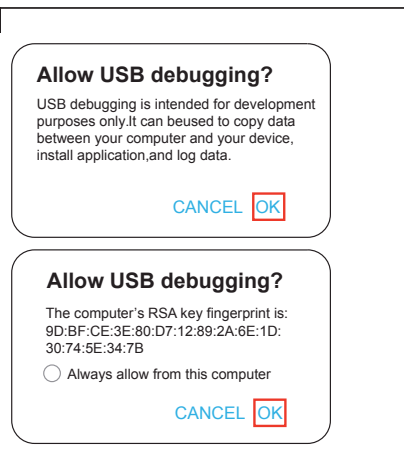 Allow USB debugging?
USB debugging is intended for development
purposes only.It can beused to copy data
between your computer and your device,
install application,and log data.
CANCEL OK
Allow USB debugging?
The computer's RSA key fingerprint is:
9D:BF:CE:3E:80:D7:12:89:2A:6E:1D:
30:74:5E:34:7B
Always allow from this computer
CANCEL OK